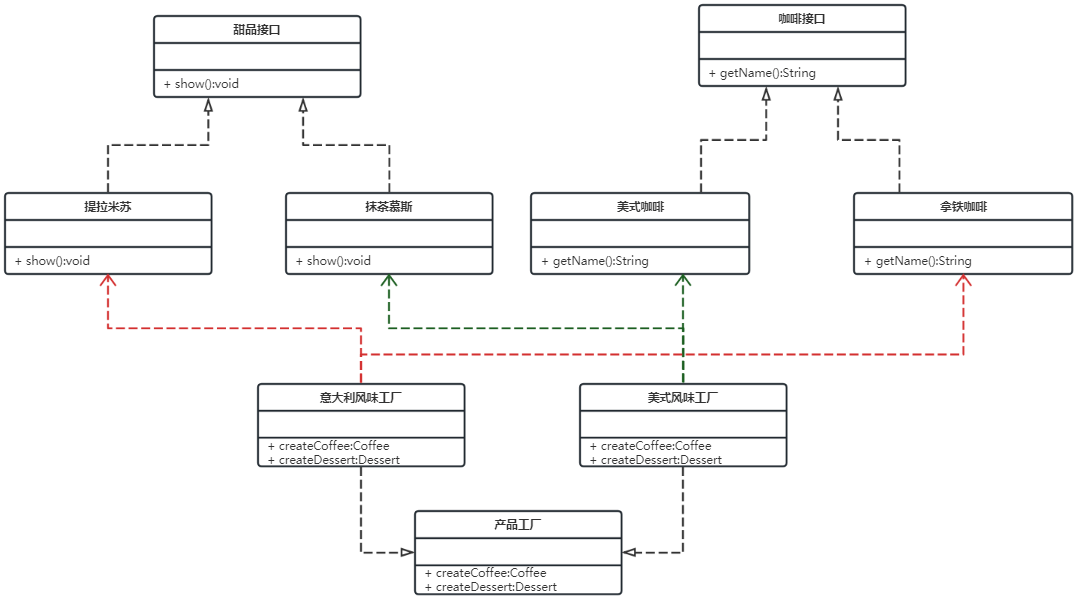 甜品接口
+ show():void
咖啡接口
+ getName():String
提拉米苏
+ show():void
抹茶慕斯
+ show():void
美式咖啡
+ getName():String
拿铁咖啡
+ getName():String
意大利风味工厂
+ createCoffee:Coffee
+ createDessert:Dessert
美式风味工厂
+ createCoffee:Coffee
+ createDessert:Dessert
产品工厂
+ createCoffee:Coffee
+ createDessert:Dessert